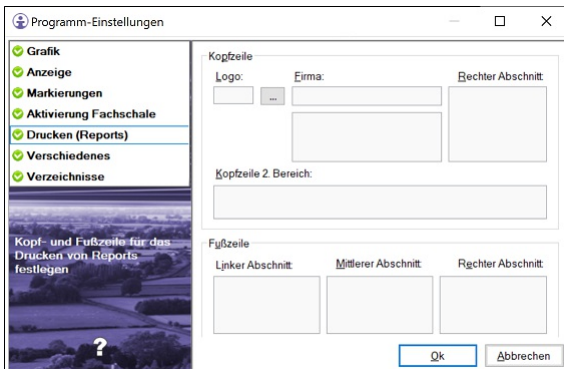 Programm-Einstellungen
Grafik
Anzeige
Markierungen
Aktivierung Fachschale
Drucken (Reports)
Verschiedenes
Verzeichnisse
Kopf- und Fußzeile für das
Drucken von Reports
festlegen
?
Kopfzeile
Logo: Firma: Rechter Abschnitt:
...
Kopfzeile 2. Bereich:
Fußzeile
Linker Abschnitt: Mittlerer Abschnitt: Rechter Abschnitt:
Ok Abbrechen